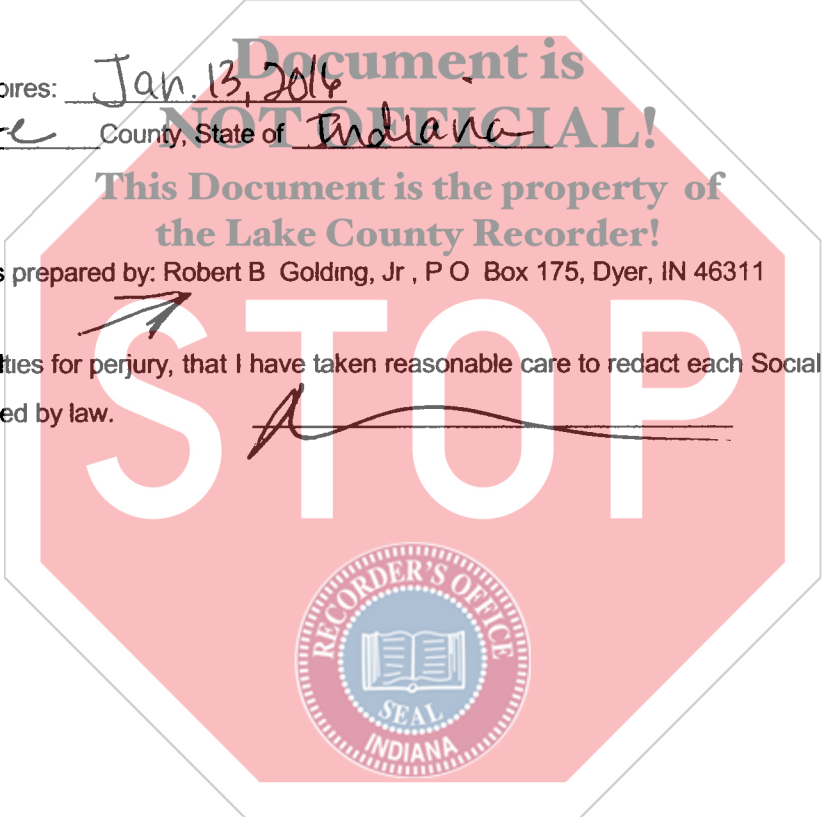 Document is
pires: Jan. 13, 2016
NOT OFFICIAL!
County, State of Indiana
This Document is the property of
the Lake County Recorder!
s prepared by: Robert B Golding, Jr , P O Box 175, Dyer, IN 46311
STOP
lties for perjury, that I have taken reasonable care to redact each Social
ed by law.
RECORDER'S OFFICE
SEAL
INDIANA